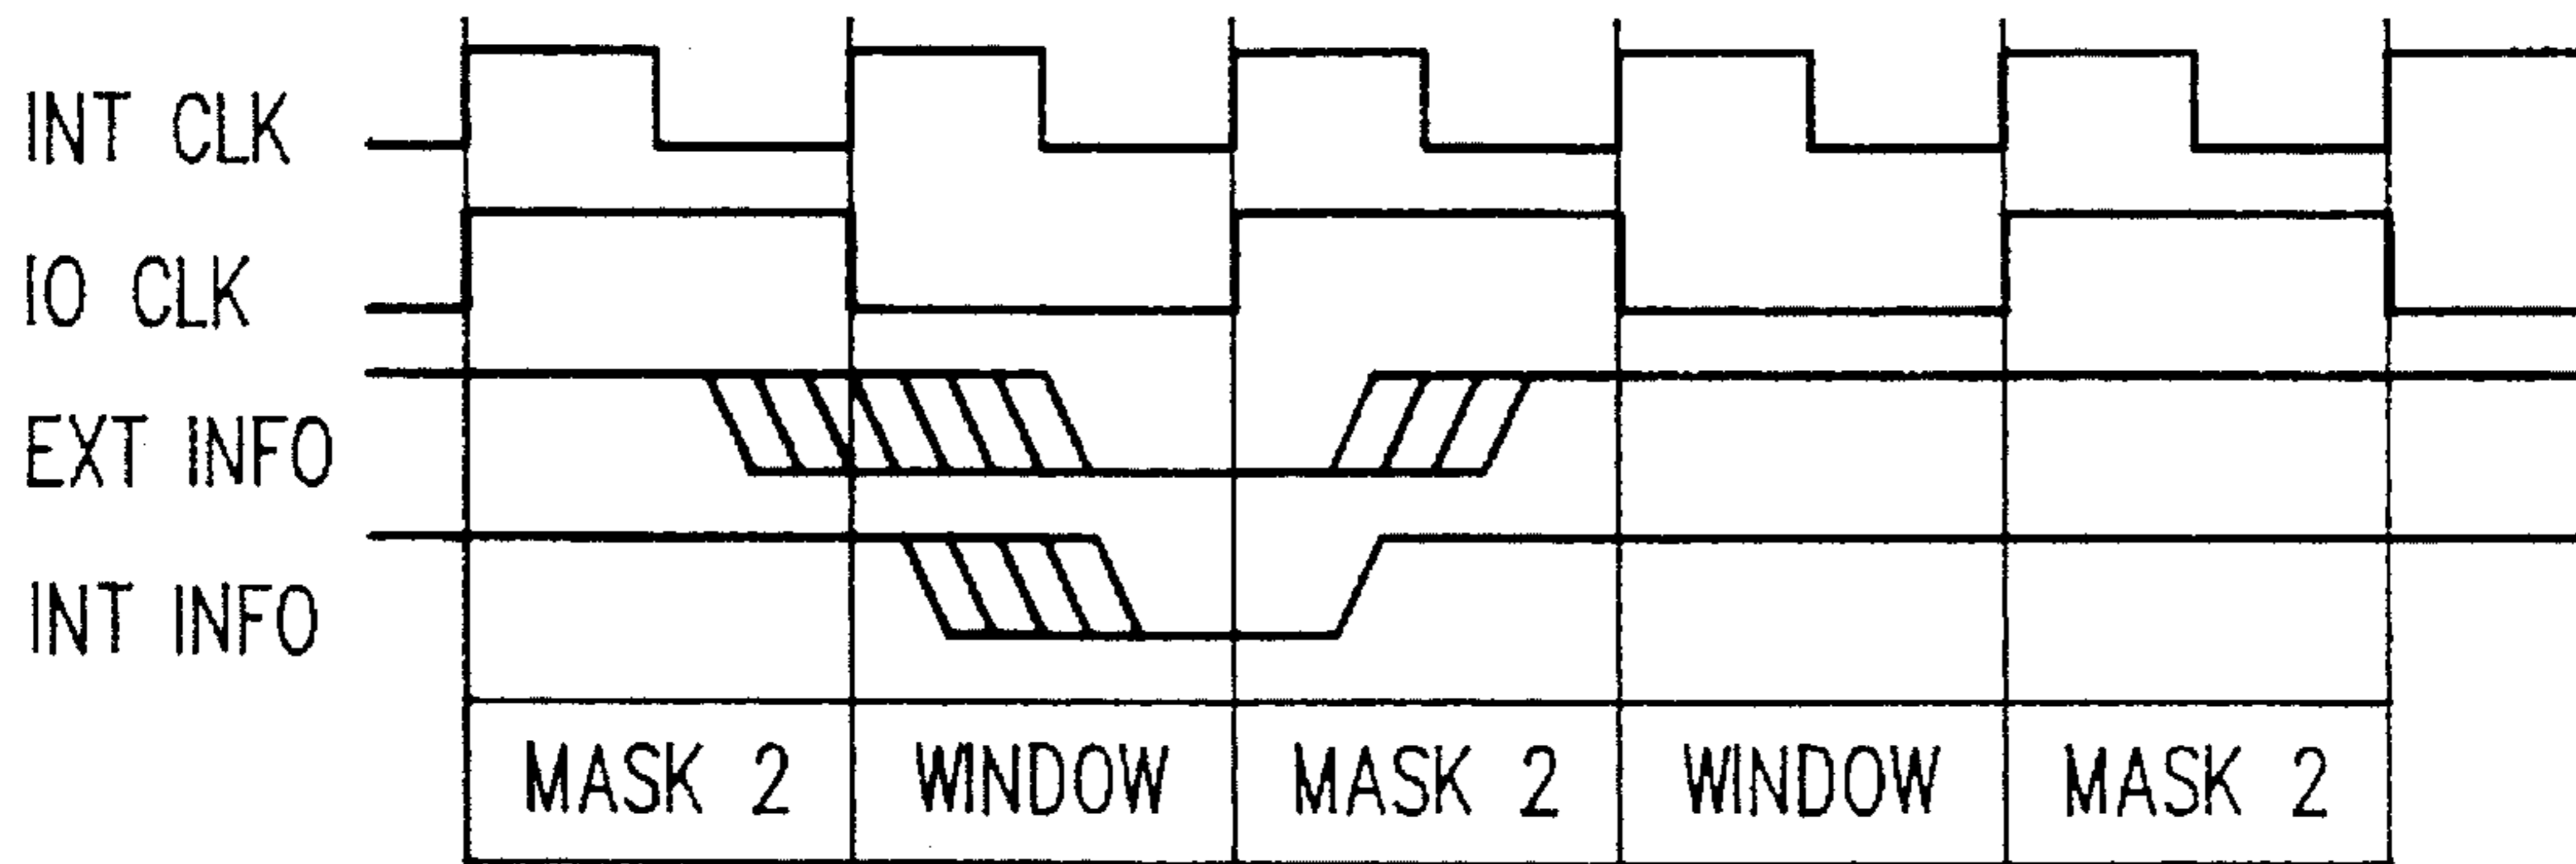 INT CLK
IO CLK
EXT INFO
INT INFO
MASK 2 WINDOW MASK 2 WINDOW MASK 2